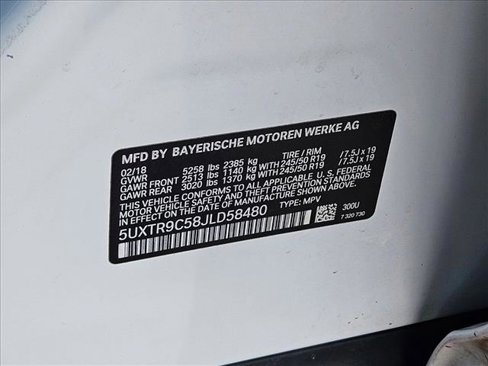 MFD BY BAYERISCHE MOTOREN WERKE AG
02/18
GVWR 5258 lbs 2385 kg TIRE / RIM
GAWR FRONT 2513 lbs 1140 kg WITH 245/50 R19 /7.5J x 19
GAWR REAR 3020 lbs 1370 kg WITH 245/50 R19 /7.5J x 19
THIS VEHICLE CONFORMS TO ALL APPLICABLE FEDERAL
MOTOR VEHICLE SAFETY AND THEFT PREVENTION
STANDARDS IN EFFECT ON THE DATE OF
MANUFACTURE SHOWN ABOVE.
5UXTR9C58JLD58480 TYPE: MPV 300U
7 320 730